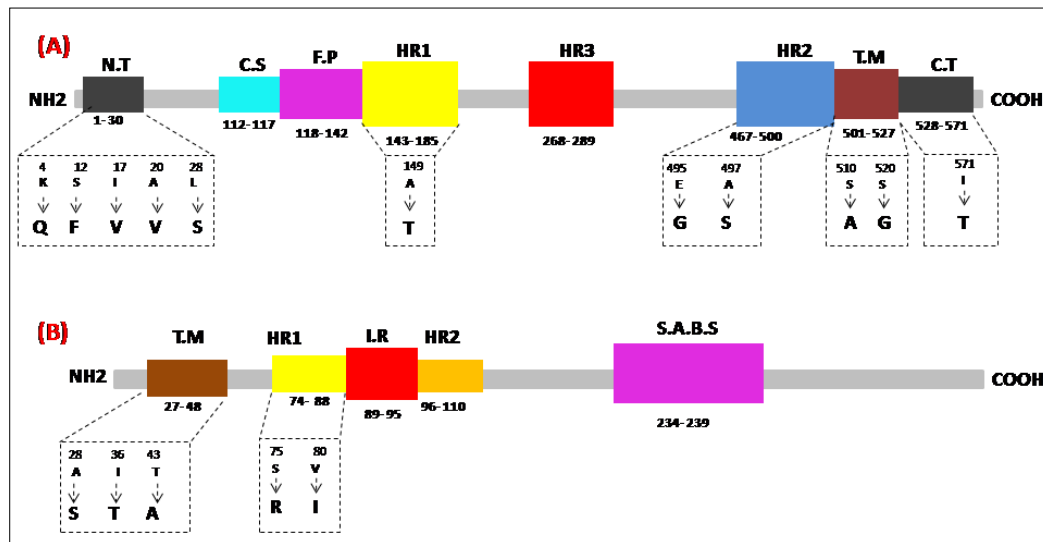 (A)
N.T C.S F.P HR1 HR3 HR2 T.M C.T
NH2 COOH
1-30 112-117 118-142 143-185 268-289 467-500 501-527 528-571
4 12 17 20 28 149 495 497 510 520 571
K S I A L A E A S S I
Q F V V S T G S A G T
(B)
T.M HR1 I.R HR2 S.A.B.S
NH2 COOH
27-48 74-88 89-95 96-110 234-239
28 36 43 75 80
A I T S V
S T A R I